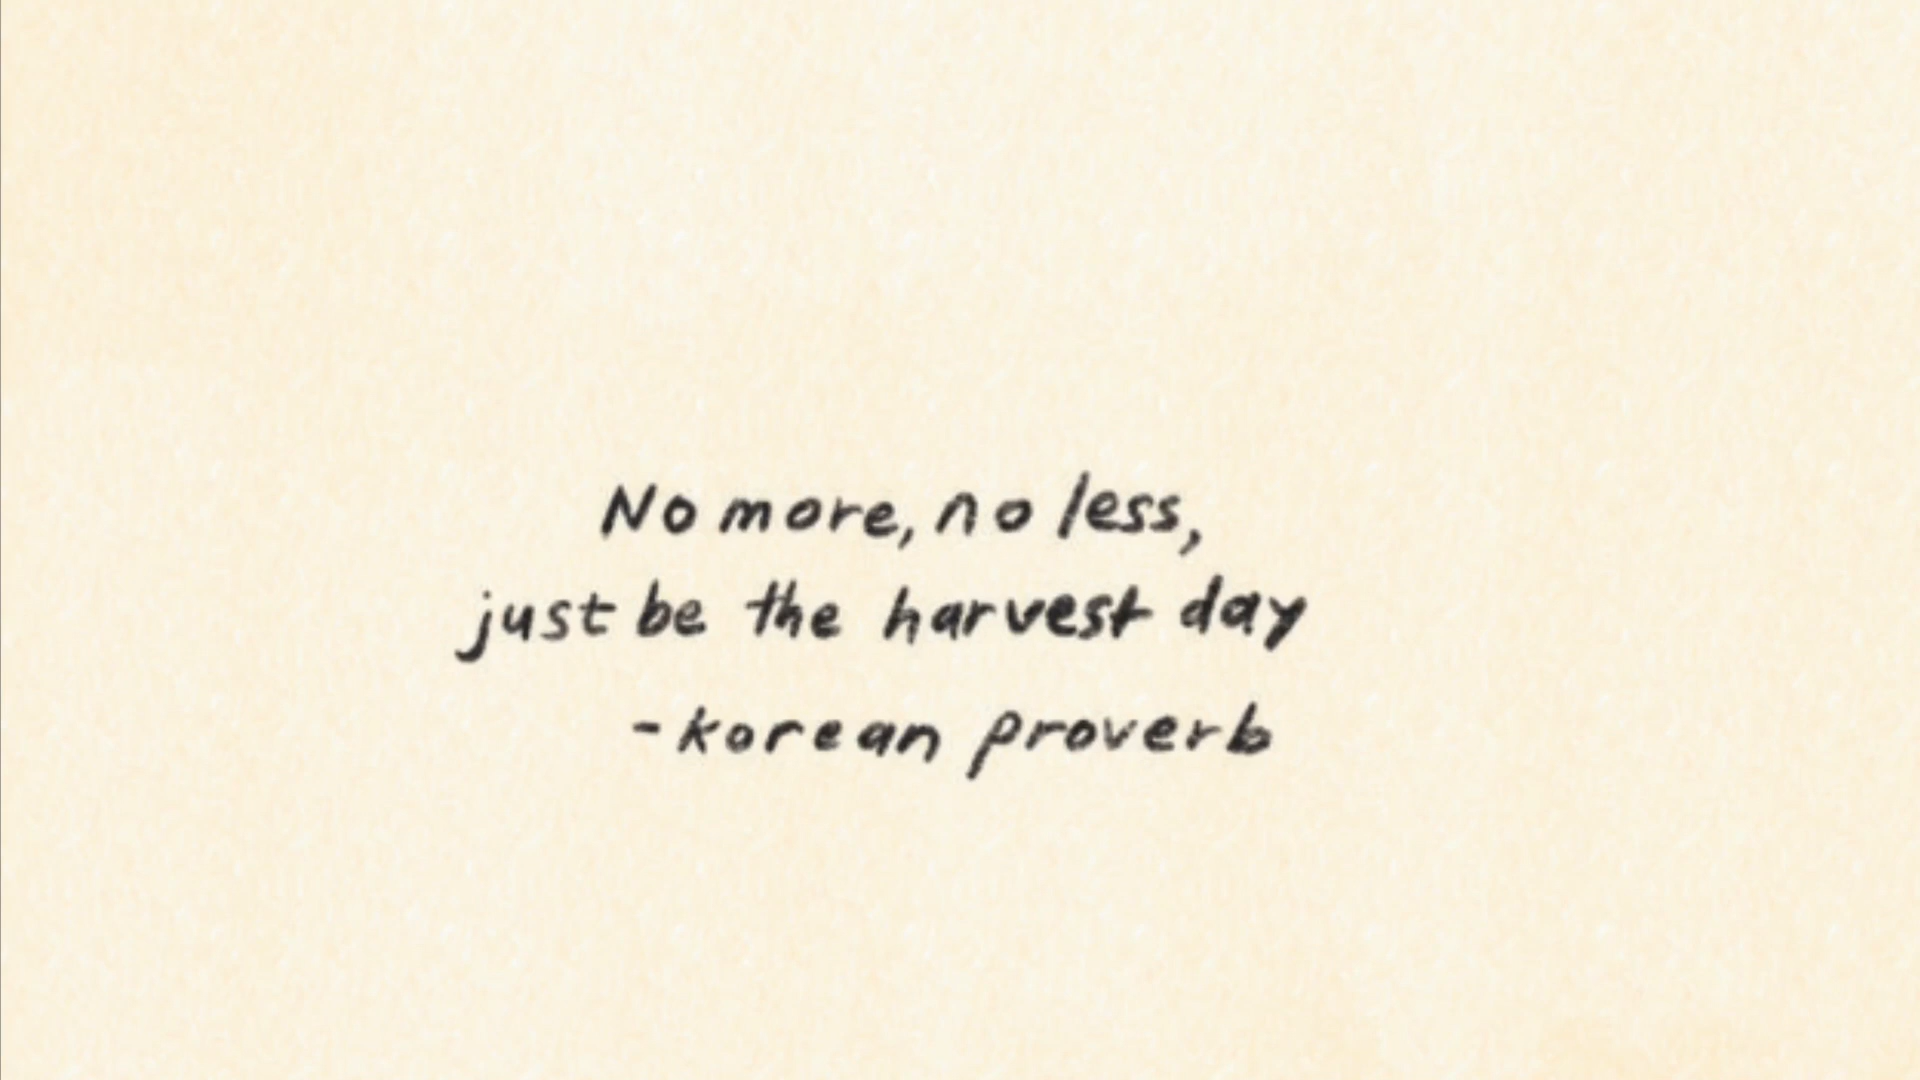 No more, no less,
just be the harvest day
-korean proverb